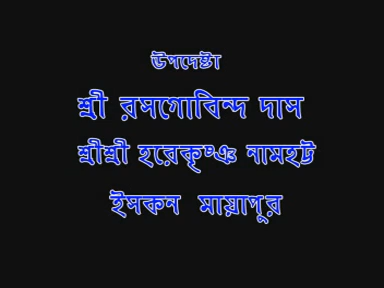 উপদেষ্টা
শ্রী রসগোবিন্দ দাস
শ্রীশ্রী হরেকৃষ্ণ নামহট্ট
ইসকন মায়াপুর